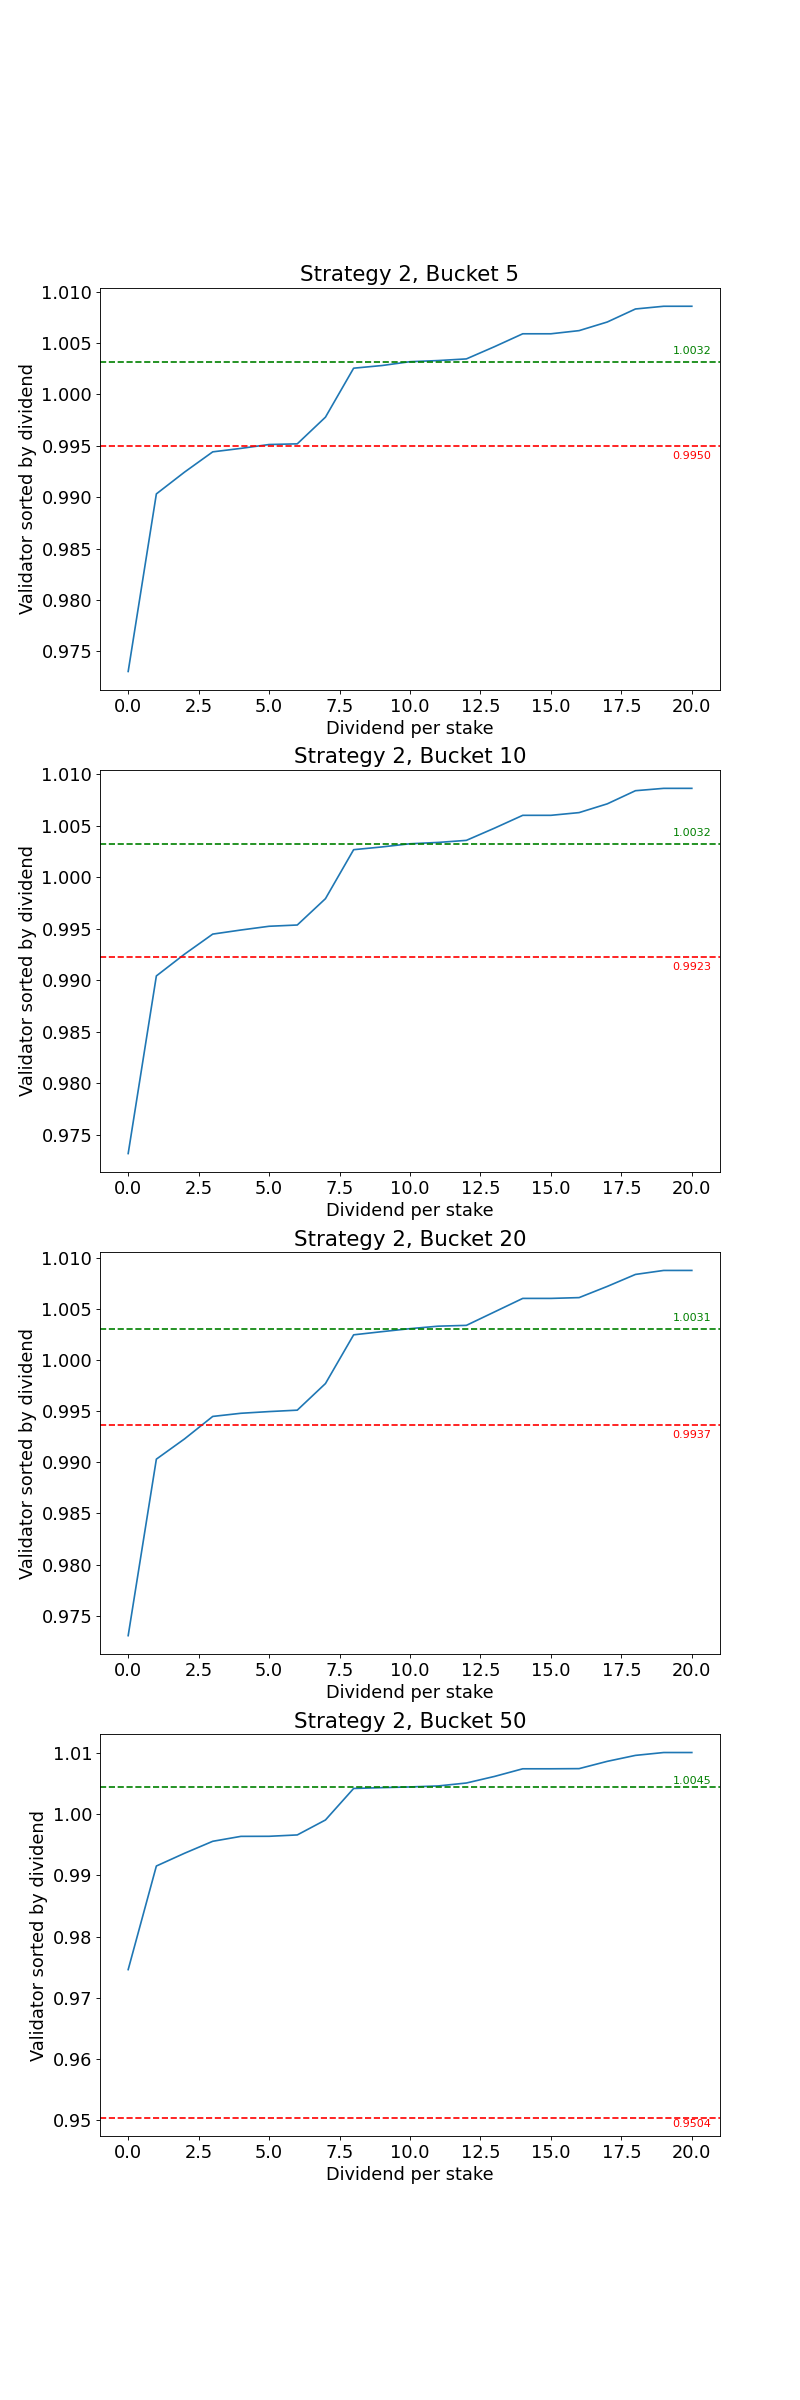 Strategy 2, Bucket 5
1.010
1.005
1.0032
1.000
0.995
0.9950
0.990
0.985
0.980
0.975
Validator sorted by dividend
0.0 2.5 5.0 7.5 10.0 12.5 15.0 17.5 20.0
Dividend per stake
Strategy 2, Bucket 10
1.010
1.005
1.0032
1.000
0.995
0.9923
0.990
0.985
0.980
0.975
Validator sorted by dividend
0.0 2.5 5.0 7.5 10.0 12.5 15.0 17.5 20.0
Dividend per stake
Strategy 2, Bucket 20
1.010
1.005
1.0031
1.000
0.995
0.9937
0.990
0.985
0.980
0.975
Validator sorted by dividend
0.0 2.5 5.0 7.5 10.0 12.5 15.0 17.5 20.0
Dividend per stake
Strategy 2, Bucket 50
1.01
1.0045
1.00
0.99
0.98
0.97
0.96
0.95
0.9504
Validator sorted by dividend
0.0 2.5 5.0 7.5 10.0 12.5 15.0 17.5 20.0
Dividend per stake